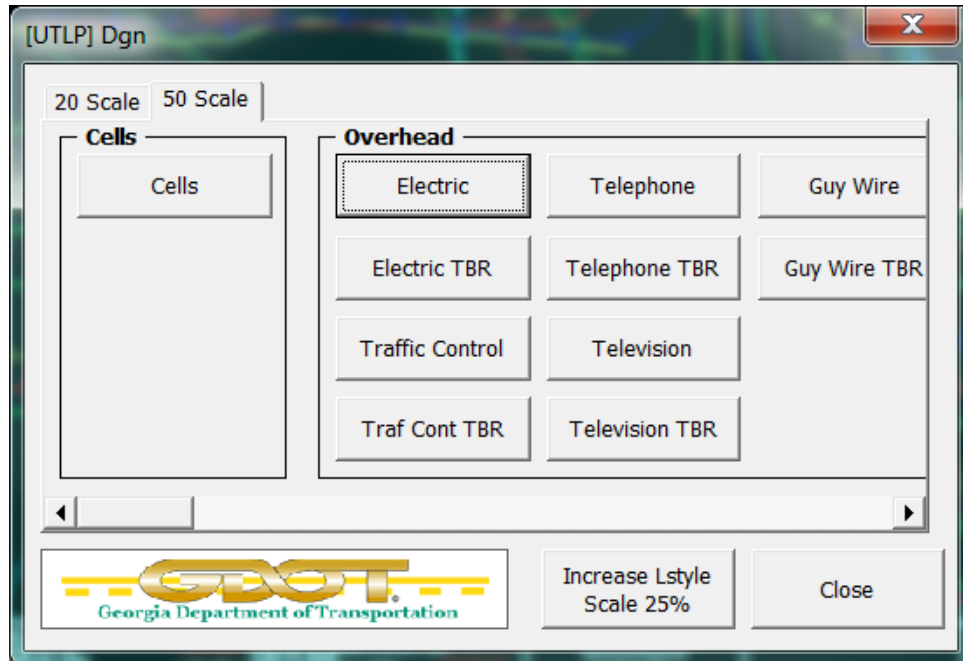 [UTLP] Dgn
X
20 Scale 50 Scale
Cells
Cells
Overhead
Electric Telephone Guy Wire
Electric TBR Telephone TBR Guy Wire TBR
Traffic Control Television
Traf Cont TBR Television TBR
GDOT
Georgia Department of Transportation
Increase Lstyle
Scale 25%
Close